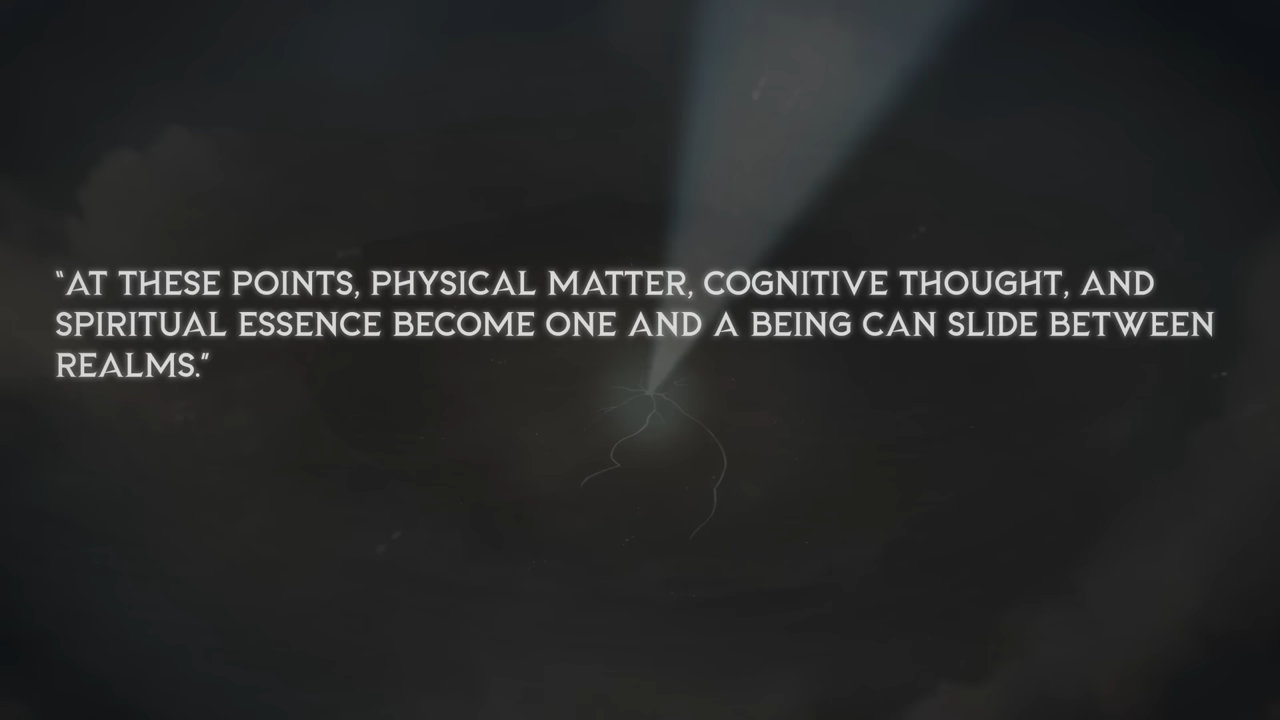 “AT THESE POINTS, PHYSICAL MATTER, COGNITIVE THOUGHT, AND
SPIRITUAL ESSENCE BECOME ONE AND A BEING CAN SLIDE BETWEEN
REALMS.”